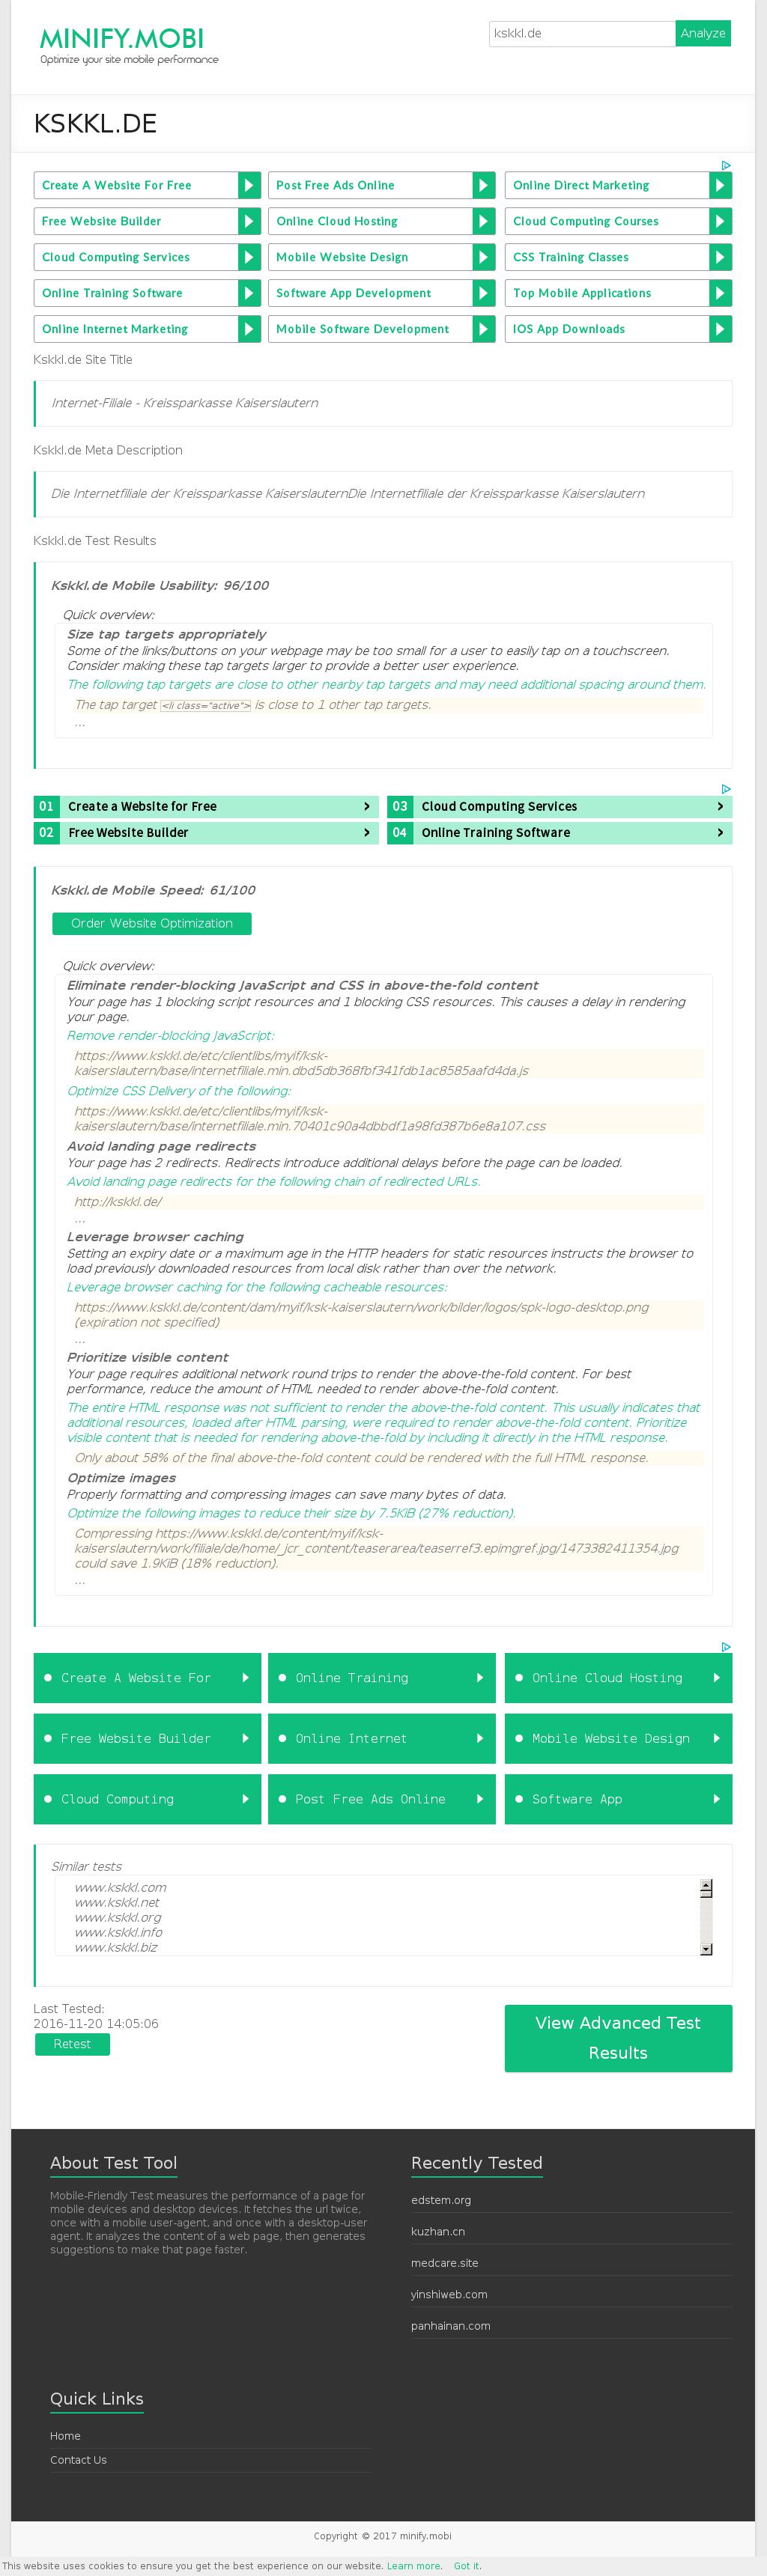 MINIFY.MOBI
Optimize your site mobile performance
kskkl.de
Analyze
KSKKL.DE
Create A Website For Free
Post Free Ads Online
Online Direct Marketing
Free Website Builder
Online Cloud Hosting
Cloud Computing Courses
Cloud Computing Services
Mobile Website Design
CSS Training Classes
Online Training Software
Software App Development
Top Mobile Applications
Online Internet Marketing
Mobile Software Development
IOS App Downloads
Kskkl.de Site Title
Internet-Filiale - Kreissparkasse Kaiserslautern
Kskkl.de Meta Description
Die Internetfiliale der Kreissparkasse KaiserslauternDie Internetfiliale der Kreissparkasse Kaiserslautern
Kskkl.de Test Results
Kskkl.de Mobile Usability: 96/100
Quick overview:
Size tap targets appropriately
Some of the links/buttons on your webpage may be too small for a user to easily tap on a touchscreen.
Consider making these tap targets larger to provide a better user experience.
The following tap targets are close to other nearby tap targets and may need additional spacing around them.
The tap target <li class="active"> is close to 1 other tap targets.
...
01 Create a Website for Free
03 Cloud Computing Services
02 Free Website Builder
04 Online Training Software
Kskkl.de Mobile Speed: 61/100
Order Website Optimization
Quick overview:
Eliminate render-blocking JavaScript and CSS in above-the-fold content
Your page has 1 blocking script resources and 1 blocking CSS resources. This causes a delay in rendering
your page.
Remove render-blocking JavaScript:
https://www.kskkl.de/etc/clientlibs/myif/ksk-
kaiserslautern/base/internetfiliale.min.dbd5db368fbf341fdb1ac8585aafd4da.js
Optimize CSS Delivery of the following:
https://www.kskkl.de/etc/clientlibs/myif/ksk-
kaiserslautern/base/internetfiliale.min.70401c90a4dbbdf1a98fd387b6e8a107.css
Avoid landing page redirects
Your page has 2 redirects. Redirects introduce additional delays before the page can be loaded.
Avoid landing page redirects for the following chain of redirected URLs.
http://kskkl.de/
...
Leverage browser caching
Setting an expiry date or a maximum age in the HTTP headers for static resources instructs the browser to
load previously downloaded resources from local disk rather than over the network.
Leverage browser caching for the following cacheable resources:
https://www.kskkl.de/content/dam/myif/ksk-kaiserslautern/work/bilder/logos/spk-logo-desktop.png
(expiration not specified)
...
Prioritize visible content
Your page requires additional network round trips to render the above-the-fold content. For best
performance, reduce the amount of HTML needed to render above-the-fold content.
The entire HTML response was not sufficient to render the above-the-fold content. This usually indicates that
additional resources, loaded after HTML parsing, were required to render above-the-fold content. Prioritize
visible content that is needed for rendering above-the-fold by including it directly in the HTML response.
Only about 58% of the final above-the-fold content could be rendered with the full HTML response.
Optimize images
Properly formatting and compressing images can save many bytes of data.
Optimize the following images to reduce their size by 7.5KiB (27% reduction).
Compressing https://www.kskkl.de/content/myif/ksk-
kaiserslautern/work/filiale/de/home/_jcr_content/teaserarea/teaserref3.epimgref.jpg/1473382411354.jpg
could save 1.9KiB (18% reduction).
...
Create A Website For
Online Training
Online Cloud Hosting
Free Website Builder
Online Internet
Mobile Website Design
Cloud Computing
Post Free Ads Online
Software App
Similar tests
www.kskkl.com
www.kskkl.net
www.kskkl.org
www.kskkl.info
www.kskkl.biz
Last Tested:
2016-11-20 14:05:06
Retest
View Advanced Test
Results
About Test Tool
Mobile-Friendly Test measures the performance of a page for
mobile devices and desktop devices. It fetches the url twice,
once with a mobile user-agent, and once with a desktop-user
agent. It analyzes the content of a web page, then generates
suggestions to make that page faster.
Recently Tested
edstem.org
kuzhan.cn
medcare.site
yinshiweb.com
panhainan.com
Quick Links
Home
Contact Us
Copyright © 2017 minify.mobi
This website uses cookies to ensure you get the best experience on our website. Learn more. Got it.